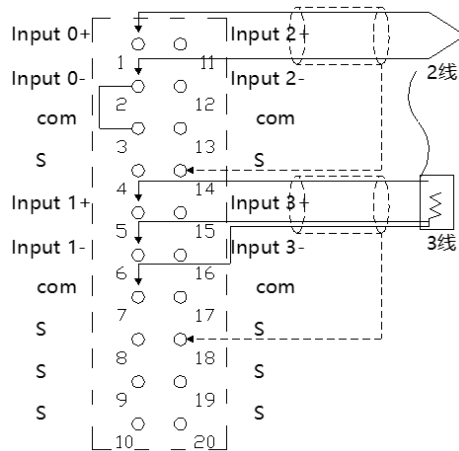 Input 0+ Input 2+
1 11
Input 0- Input 2- 2线
2 12
com com
3 13
S S
4 14
Input 1+ Input 3+
5 15 3线
Input 1- Input 3-
6 16
com com
7 17
S S
8 18
S S
9 19
S S
10 20